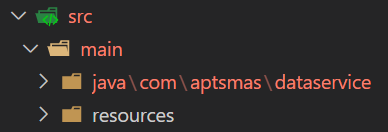 src
main
java\com\aptsmas\dataservice
resources